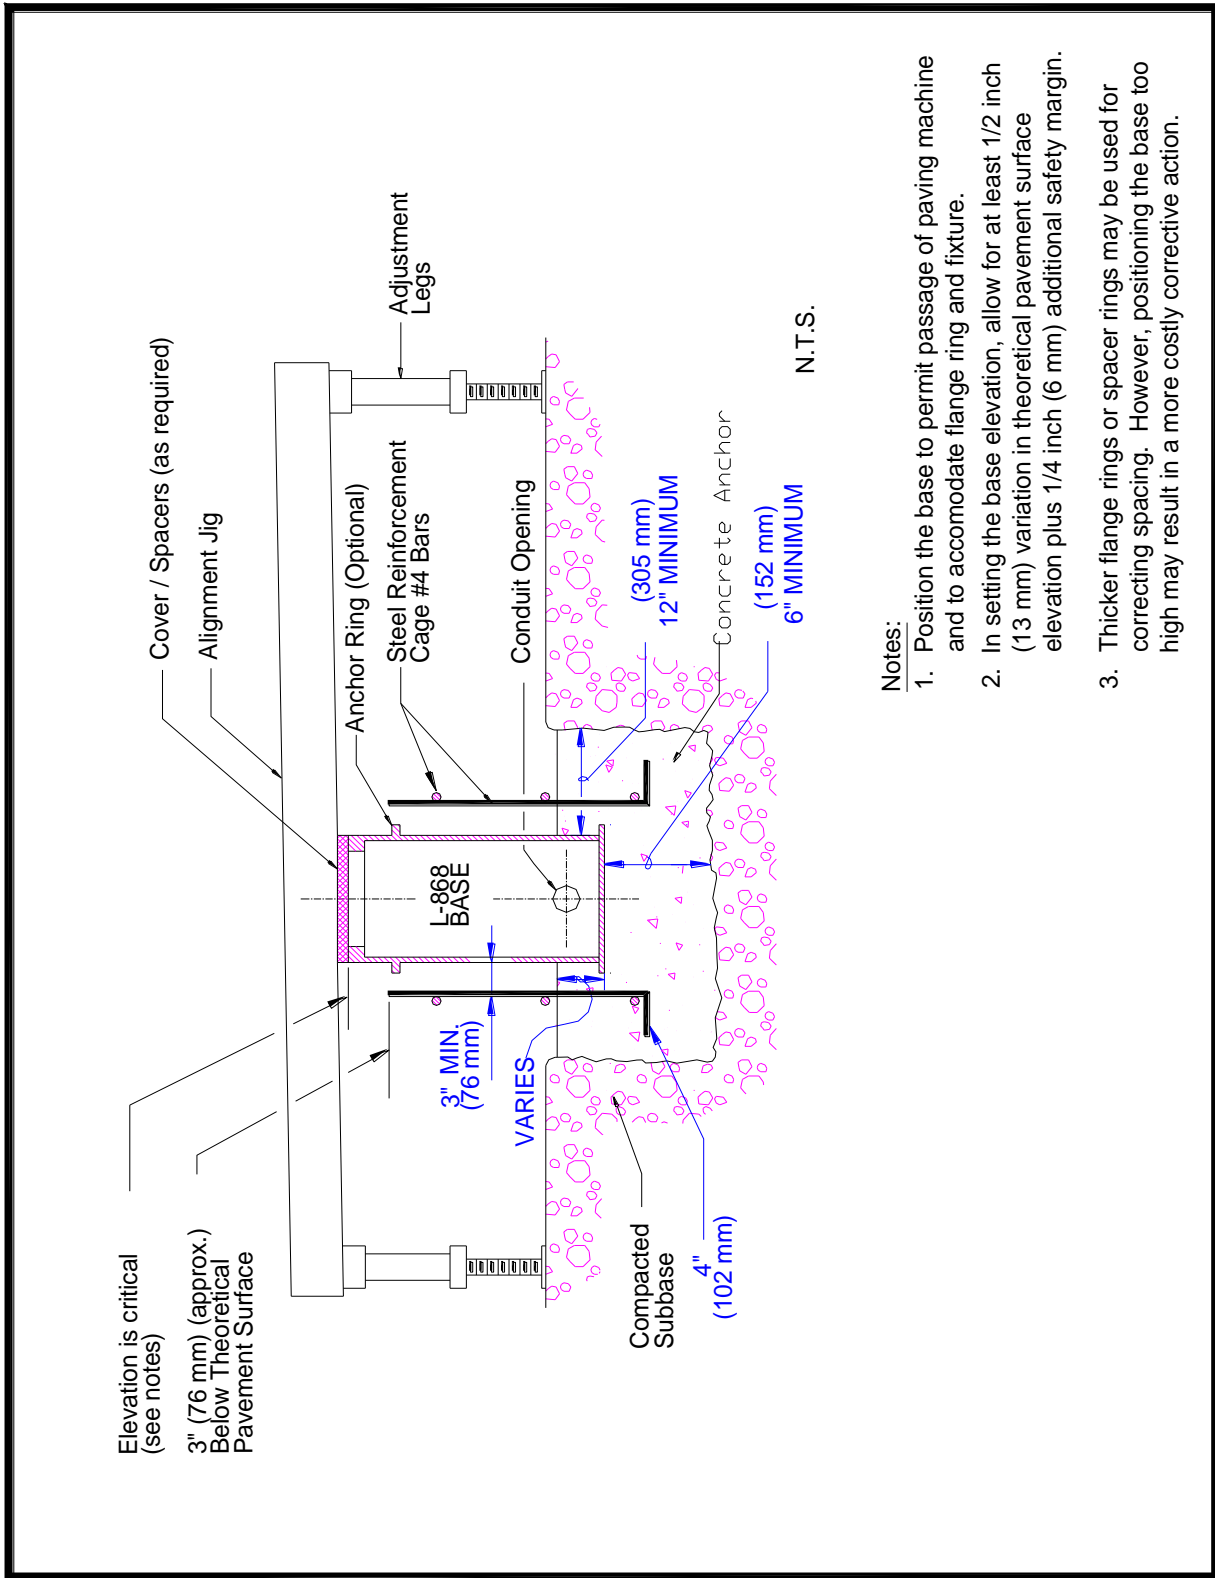 Elevation is critical
(see notes)
3" (76 mm) (approx.)
Below Theoretical
Pavement Surface
Cover / Spacers (as required)
Alignment Jig
Anchor Ring (Optional)
Steel Reinforcement
Cage #4 Bars
Adjustment
Legs
Conduit Opening
L-868
BASE
3" MIN.
(76 mm)
VARIES
(305 mm)
12" MINIMUM
Concrete Anchor
(152 mm)
6" MINIMUM
Compacted
Subbase
4"
(102 mm)
N.T.S.
Notes:
1. Position the base to permit passage of paving machine
and to accomodate flange ring and fixture.
2. In setting the base elevation, allow for at least 1/2 inch
(13 mm) variation in theoretical pavement surface
elevation plus 1/4 inch (6 mm) additional safety margin.
3. Thicker flange rings or spacer rings may be used for
correcting spacing. However, positioning the base too
high may result in a more costly corrective action.